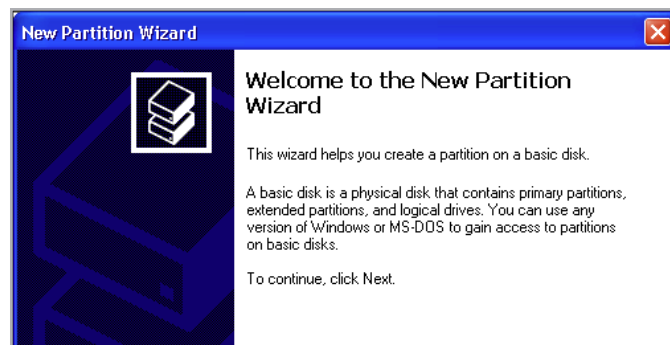 New Partition Wizard
Welcome to the New Partition
Wizard
This wizard helps you create a partition on a basic disk.
A basic disk is a physical disk that contains primary partitions,
extended partitions, and logical drives. You can use any
version of Windows or MS-DOS to gain access to partitions
on basic disks.
To continue, click Next.